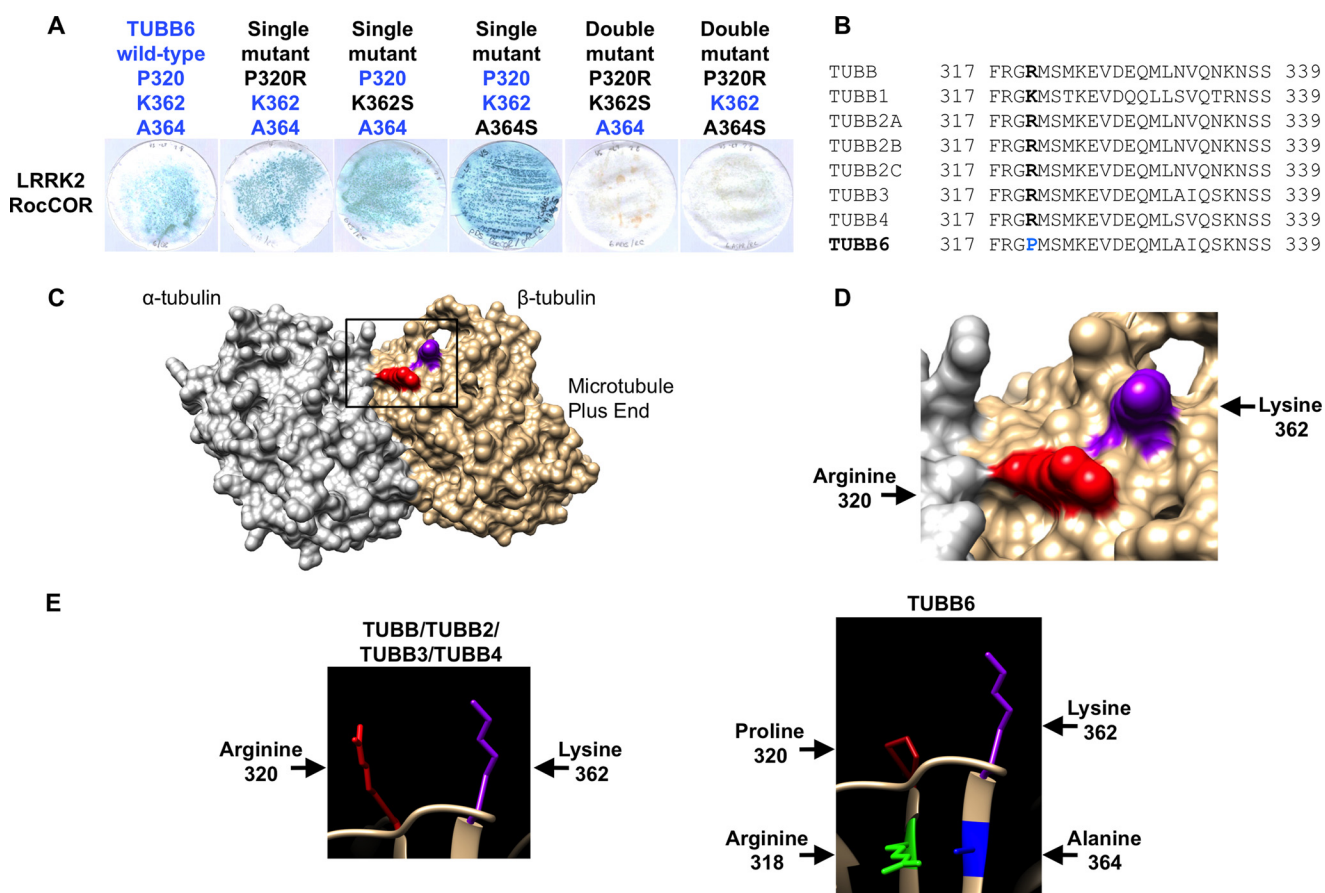 A
TUBB6 wild-type P320 K362 A364
Single mutant P320R K362 A364
Single mutant P320 K362S A364
Single mutant P320 K362 A364S
Double mutant P320R K362S A364
Double mutant P320R K362 A364S
LRRK2
RocCOR
B
TUBB 317 FRGRMSMKEVDEQMLNVQNKNSS 339
TUBB1 317 FRGKMSTKEVDQQLLSVQTRNSS 339
TUBB2A 317 FRGRMSMKEVDEQMLNVQNKNSS 339
TUBB2B 317 FRGRMSMKEVDEQMLNVQNKNSS 339
TUBB2C 317 FRGRMSMKEVDEQMLNVQNKNSS 339
TUBB3 317 FRGRMSMKEVDEQMLAIQSKNSS 339
TUBB4 317 FRGRMSMKEVDEQMLSVQSKNSS 339
TUBB6 317 FRGPMSMKEVDEQMLAIQSKNSS 339
C
α-tubulin
β-tubulin
Microtubule
Plus End
D
Lysine
362
Arginine
320
E
TUBB/TUBB2/
TUBB3/TUBB4
Arginine
320
Lysine
362
TUBB6
Proline
320
Lysine
362
Arginine
318
Alanine
364